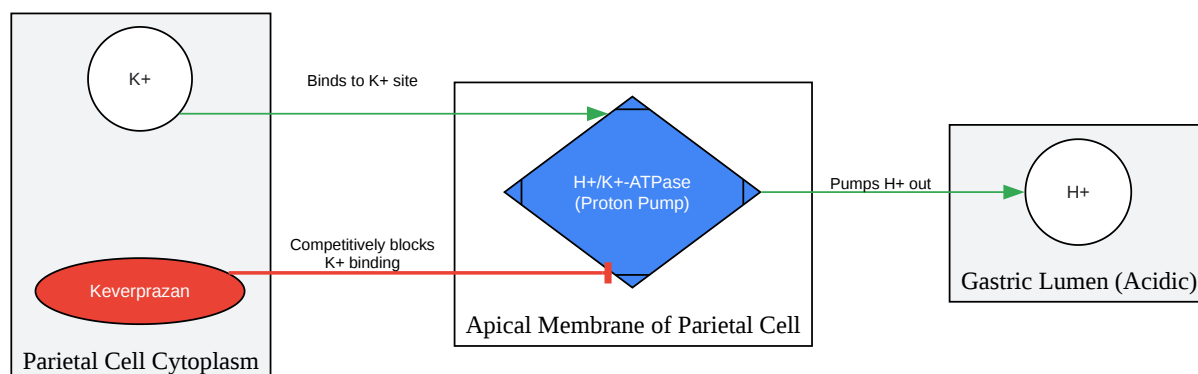 K+
Binds to K+ site
H+/K+-ATPase
(Proton Pump)
Pumps H+ out
H+
Competitively blocks
K+ binding
Keverprazan
Gastric Lumen (Acidic)
Apical Membrane of Parietal Cell
Parietal Cell Cytoplasm